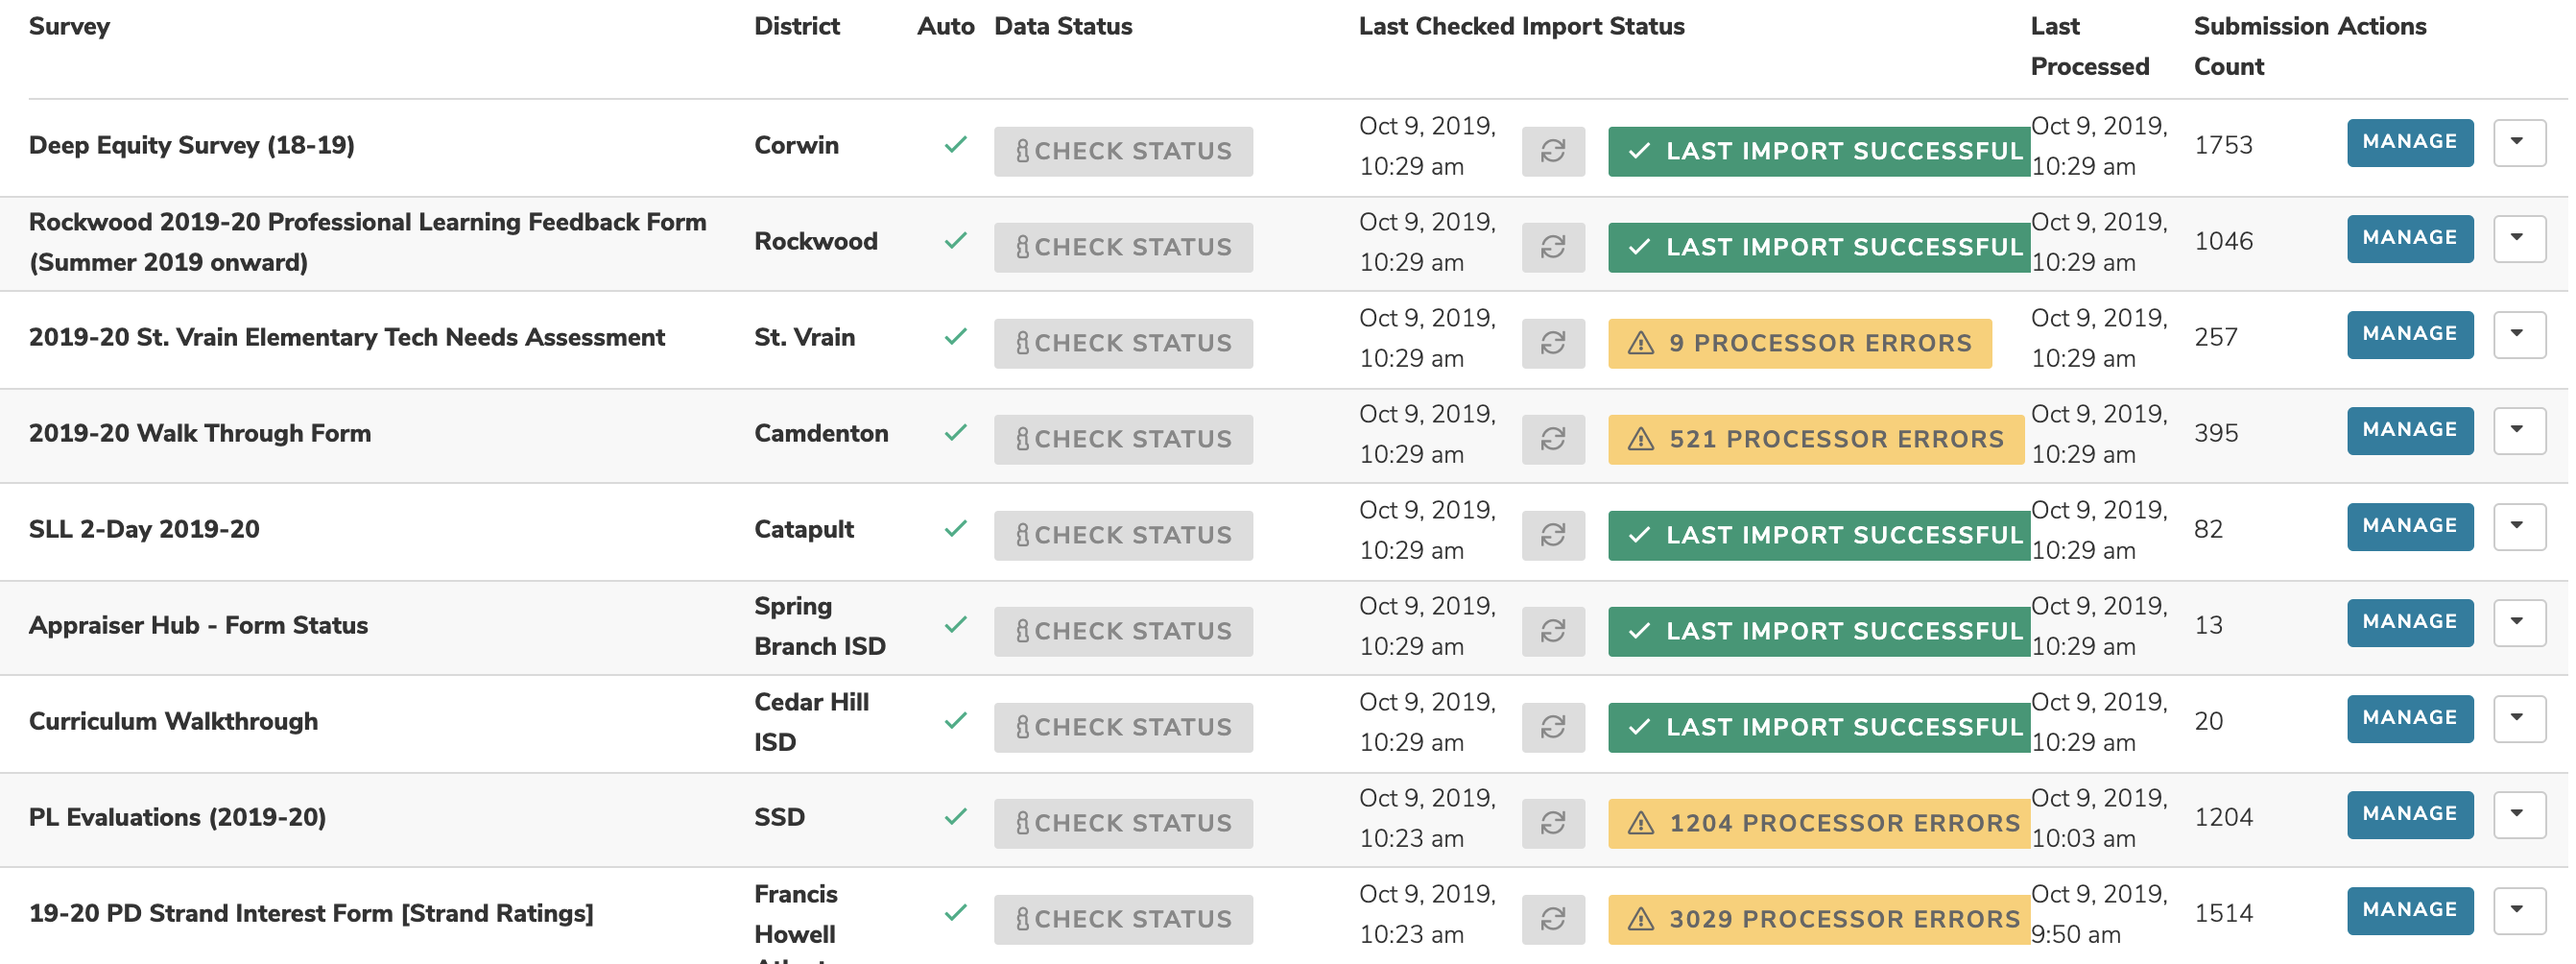 Survey District Auto Data Status Last Checked Import Status Last Processed Submission Count Actions
Deep Equity Survey (18-19) Corwin CHECK STATUS Oct 9, 2019, 10:29 am LAST IMPORT SUCCESSFUL Oct 9, 2019, 10:29 am 1753 MANAGE
Rockwood 2019-20 Professional Learning Feedback Form (Summer 2019 onward) Rockwood CHECK STATUS Oct 9, 2019, 10:29 am LAST IMPORT SUCCESSFUL Oct 9, 2019, 10:29 am 1046 MANAGE
2019-20 St. Vrain Elementary Tech Needs Assessment St. Vrain CHECK STATUS Oct 9, 2019, 10:29 am 9 PROCESSOR ERRORS Oct 9, 2019, 10:29 am 257 MANAGE
2019-20 Walk Through Form Camdenton CHECK STATUS Oct 9, 2019, 10:29 am 521 PROCESSOR ERRORS Oct 9, 2019, 10:29 am 395 MANAGE
SLL 2-Day 2019-20 Catapult CHECK STATUS Oct 9, 2019, 10:29 am LAST IMPORT SUCCESSFUL Oct 9, 2019, 10:29 am 82 MANAGE
Appraiser Hub - Form Status Spring Branch ISD CHECK STATUS Oct 9, 2019, 10:29 am LAST IMPORT SUCCESSFUL Oct 9, 2019, 10:29 am 13 MANAGE
Curriculum Walkthrough Cedar Hill ISD CHECK STATUS Oct 9, 2019, 10:29 am LAST IMPORT SUCCESSFUL Oct 9, 2019, 10:29 am 20 MANAGE
PL Evaluations (2019-20) SSD CHECK STATUS Oct 9, 2019, 10:23 am 1204 PROCESSOR ERRORS Oct 9, 2019, 10:03 am 1204 MANAGE
19-20 PD Strand Interest Form [Strand Ratings] Francis Howell CHECK STATUS Oct 9, 2019, 10:23 am 3029 PROCESSOR ERRORS Oct 9, 2019, 9:50 am 1514 MANAGE